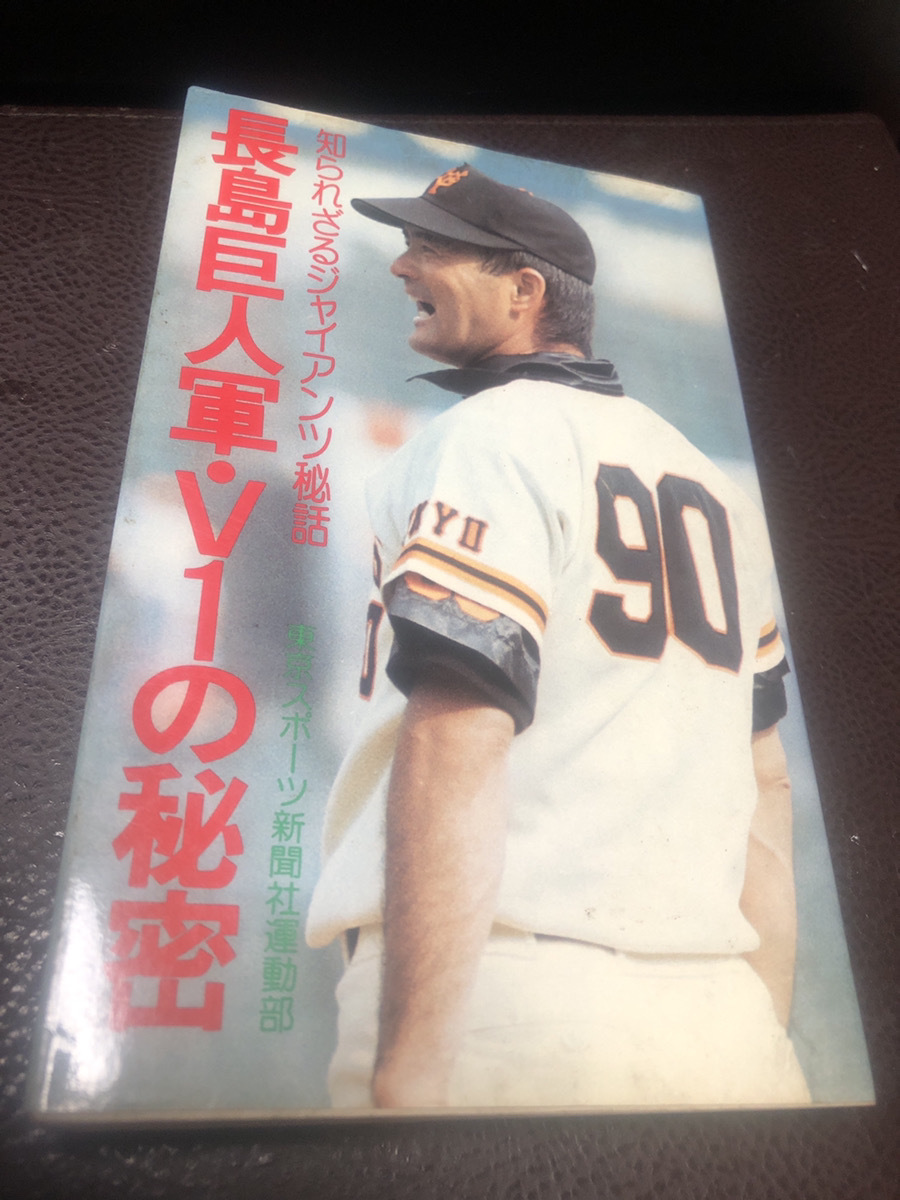 知られざるジャイアンツ秘話
長島巨人軍・V1の秘密
東京スポーツ新聞社運動部
90